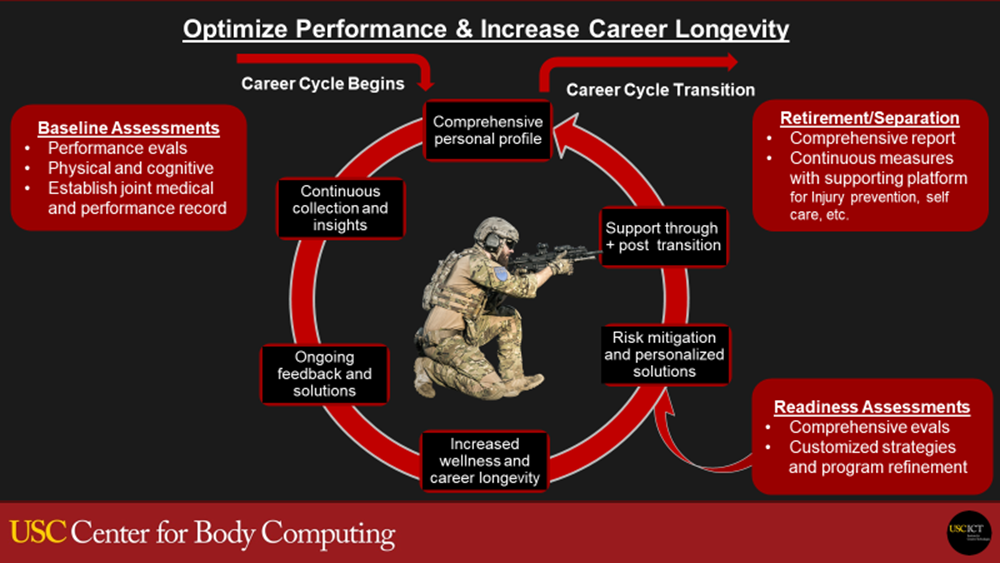 Optimize Performance & Increase Career Longevity
Career Cycle Begins
Career Cycle Transition
Baseline Assessments
• Performance evals
• Physical and cognitive
• Establish joint medical
and performance record
Comprehensive
personal profile
Retirement/Separation
• Comprehensive report
• Continuous measures
with supporting platform
for Injury prevention, self
care, etc.
Continuous
collection and
insights
Support through
+ post transition
Ongoing
feedback and
solutions
Risk mitigation
and personalized
solutions
Increased
wellness and
career longevity
Readiness Assessments
• Comprehensive evals
• Customized strategies
and program refinement
USC Center for Body Computing
USCICT